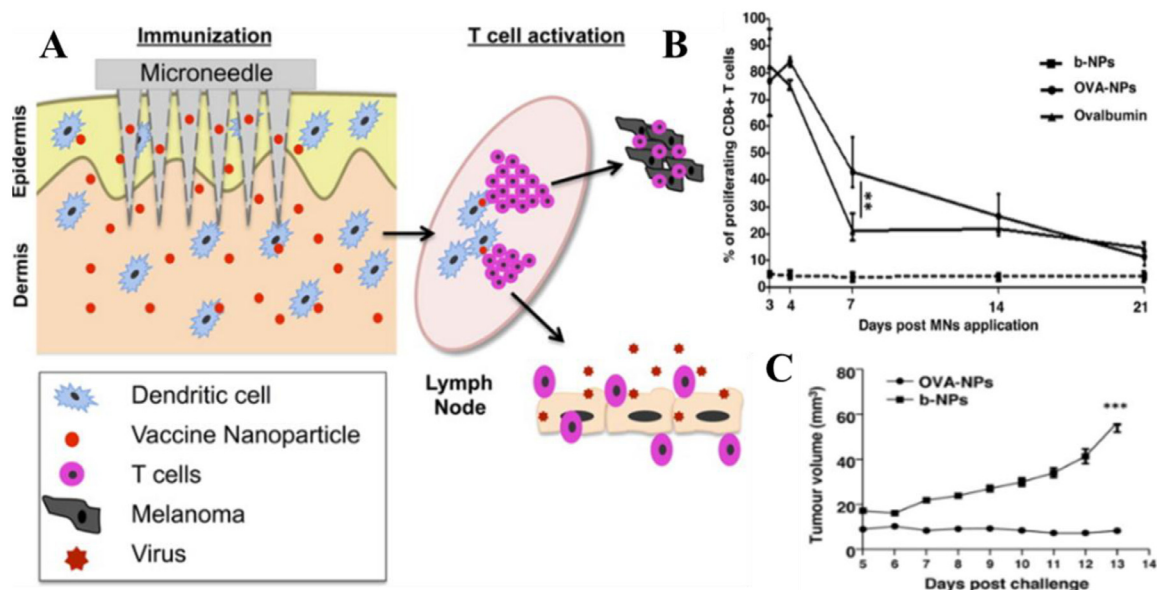 A
Immunization
Microneedle
Epidermis
Dermis
T cell activation
Lymph
Node
Dendritic cell
Vaccine Nanoparticle
T cells
Melanoma
Virus
B
% of proliferating CD8+ T cells
100
90
80
70
60
50
40
30
20
10
0
3 4 7 14 21
Days post MNs application
**
b-NPs
OVA-NPs
Ovalbumin
C
Tumour volume (mm³)
80
60
40
20
0
5 6 7 8 9 10 11 12 13 14
Days post challenge
OVA-NPs
b-NPs
***